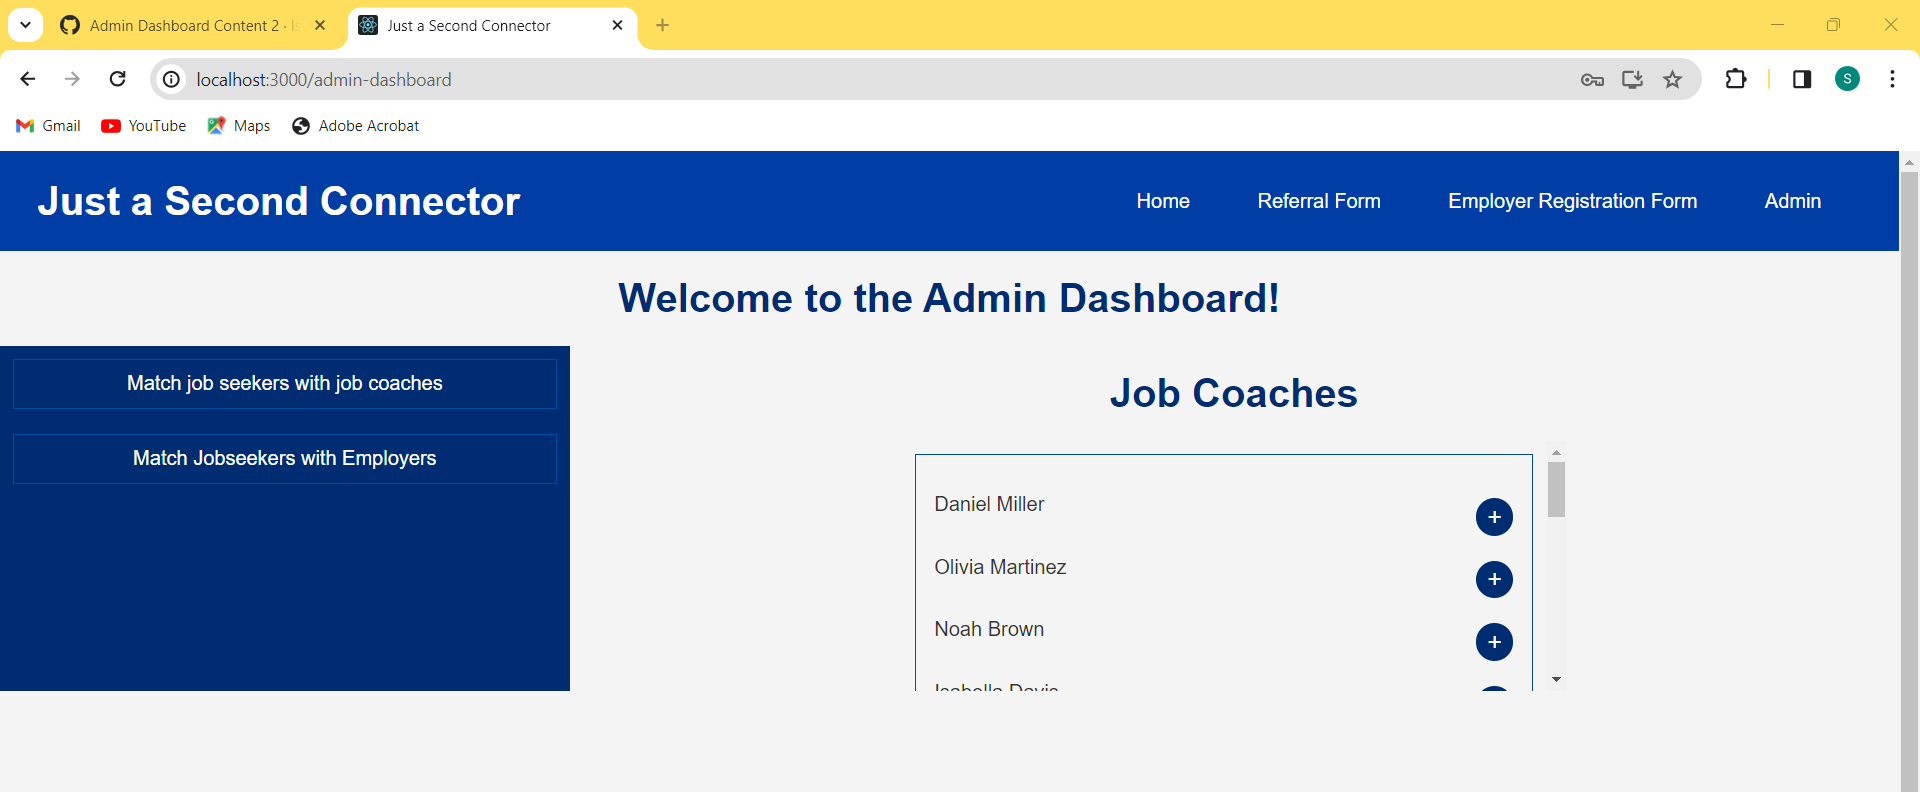 Admin Dashboard Content 2 ·
Just a Second Connector
localhost:3000/admin-dashboard
S
Gmail
YouTube
Maps
Adobe Acrobat
Just a Second Connector
Home
Referral Form
Employer Registration Form
Admin
Welcome to the Admin Dashboard!
Match job seekers with job coaches
Match Jobseekers with Employers
Job Coaches
Daniel Miller
+
Olivia Martinez
+
Noah Brown
+
Isabella Davis